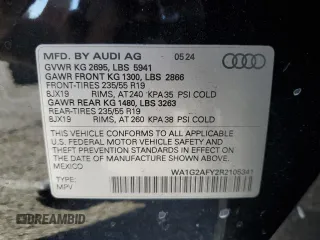 MFD. BY AUDI AG 05 24
GVWR KG 2695, LBS 5941
GAWR FRONT KG 1300, LBS 2866
FRONT-TIRES 235/55 R19
8JX19 RIMS, AT 240 KPA 35 PSI COLD
GAWR REAR KG 1480, LBS 3263
REAR-TIRES 235/55 R19
8JX19 RIMS, AT 260 KPA 38 PSI COLD
THIS VEHICLE CONFORMS TO ALL APPLICABLE
U.S. FEDERAL MOTOR VEHICLE SAFETY, BUMPER,
AND THEFT PREVENTION STANDARDS IN EFFECT ON
THE DATE OF MANUFACTURE SHOWN ABOVE.
MEXICO
WA1G2AFY2R2105341
TYPE:
MPV
DREAMBID